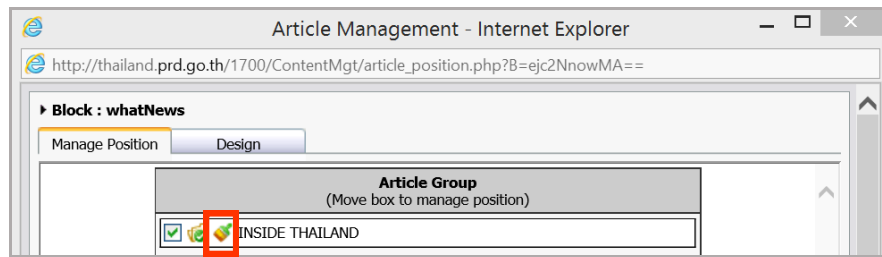 Article Management - Internet Explorer
http://thailand.prd.go.th/1700/ContentMgt/article_position.php?B=ejc2NnowMA==
Block : whatNews
Manage Position Design
Article Group
(Move box to manage position)
INSIDE THAILAND